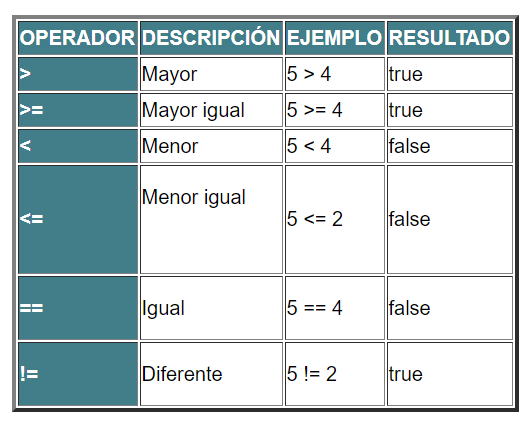 OPERADOR DESCRIPCIÓN EJEMPLO RESULTADO
> Mayor 5 > 4 true
>= Mayor igual 5 >= 4 true
< Menor 5 < 4 false
<= Menor igual 5 <= 2 false
== Igual 5 == 4 false
!= Diferente 5 != 2 true